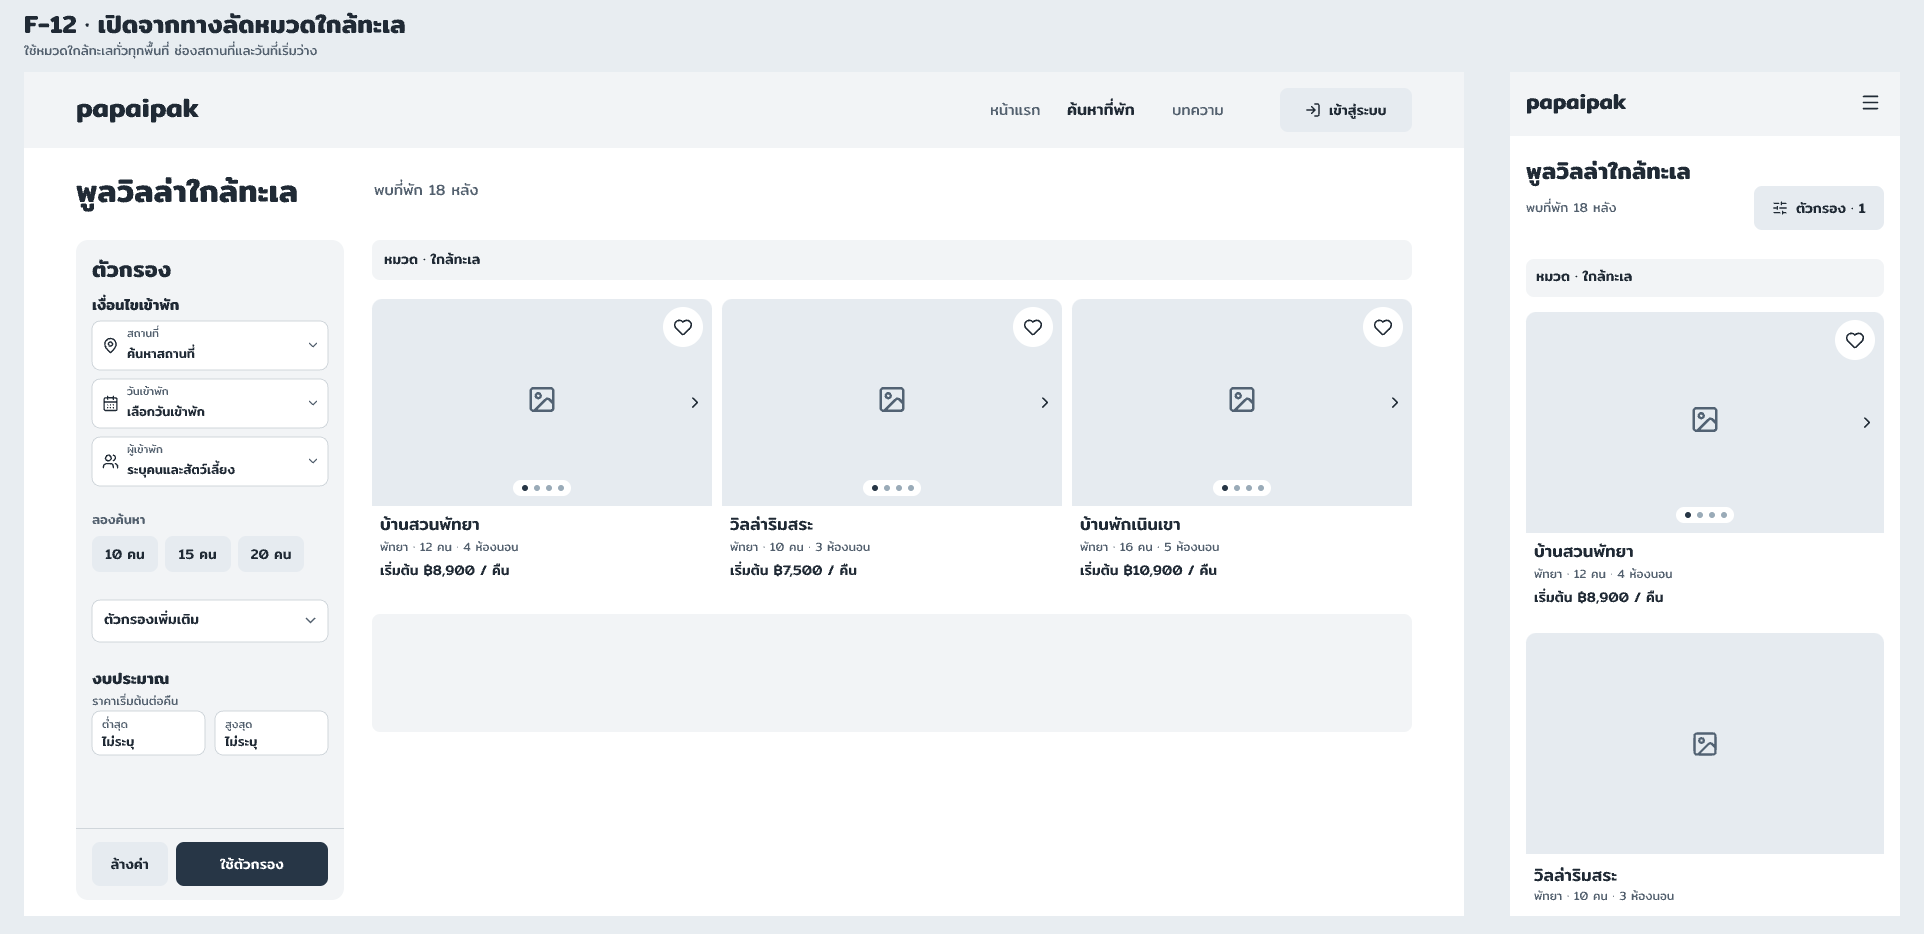 F-12 · เปิดจากทางลัดหมวดใกล้ทะเล
ใช้หมวดใกล้ทะเลทั่วทุกพื้นที่ ช่องสถานที่และวันที่เริ่มว่าง
papaipak
หน้าแรก
ค้นหาที่พัก
บทความ
เข้าสู่ระบบ
พูลวิลล่าใกล้ทะเล
พบที่พัก 18 หลัง
ตัวกรอง
เงื่อนไขเข้าพัก
สถานที่
ค้นหาสถานที่
วันเข้าพัก
เลือกวันเข้าพัก
ผู้เข้าพัก
ระบุคนและสัตว์เลี้ยง
ลองค้นหา
10 คน
15 คน
20 คน
ตัวกรองเพิ่มเติม
งบประมาณ
ราคาเริ่มต้นต่อคืน
ต่ำสุด
ไม่ระบุ
สูงสุด
ไม่ระบุ
ล้างค่า
ใช้ตัวกรอง
หมวด · ใกล้ทะเล
บ้านสวนพัทยา
พัทยา · 12 คน · 4 ห้องนอน
เริ่มต้น ฿8,900 / คืน
วิลล่าริมสระ
พัทยา · 10 คน · 3 ห้องนอน
เริ่มต้น ฿7,500 / คืน
บ้านพักเนินเขา
พัทยา · 16 คน · 5 ห้องนอน
เริ่มต้น ฿10,900 / คืน
papaipak
พูลวิลล่าใกล้ทะเล
พบที่พัก 18 หลัง
ตัวกรอง · 1
หมวด · ใกล้ทะเล
บ้านสวนพัทยา
พัทยา · 12 คน · 4 ห้องนอน
เริ่มต้น ฿8,900 / คืน
วิลล่าริมสระ
พัทยา · 10 คน · 3 ห้องนอน